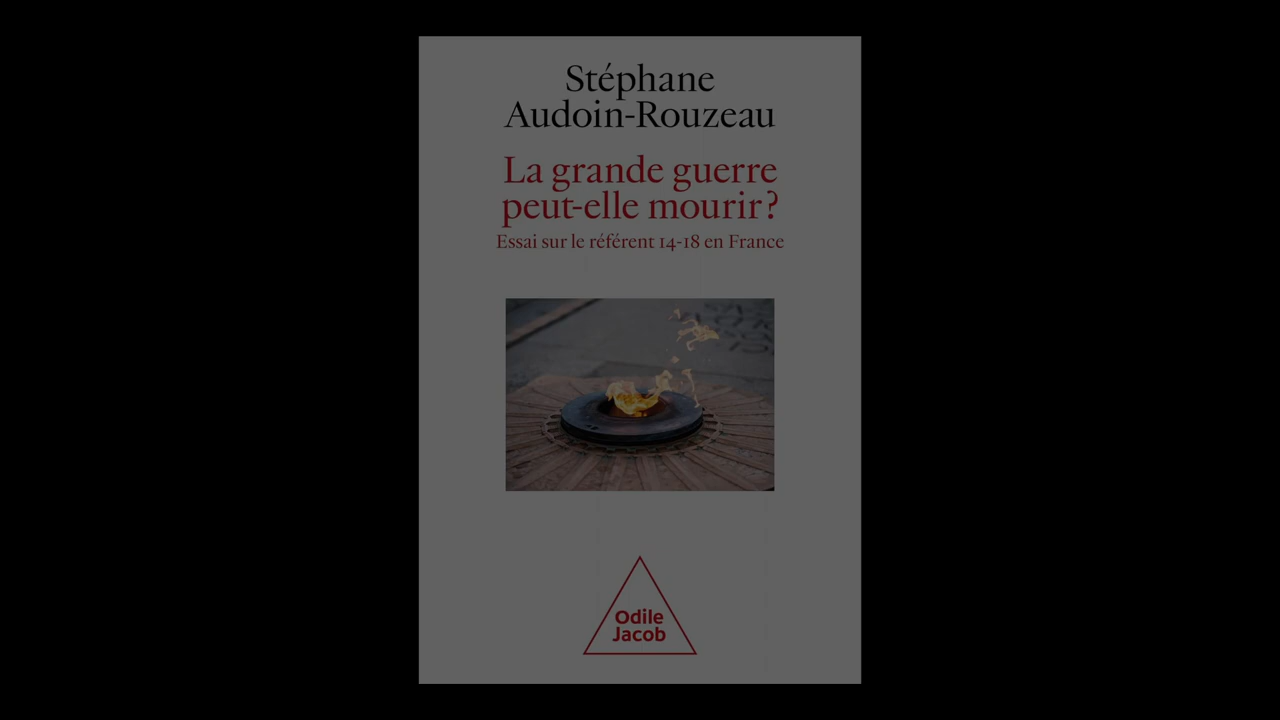 Stéphane
Audoin-Rouzeau
La grande guerre
peut-elle mourir ?
Essai sur le référent 14-18 en France
Odile
Jacob